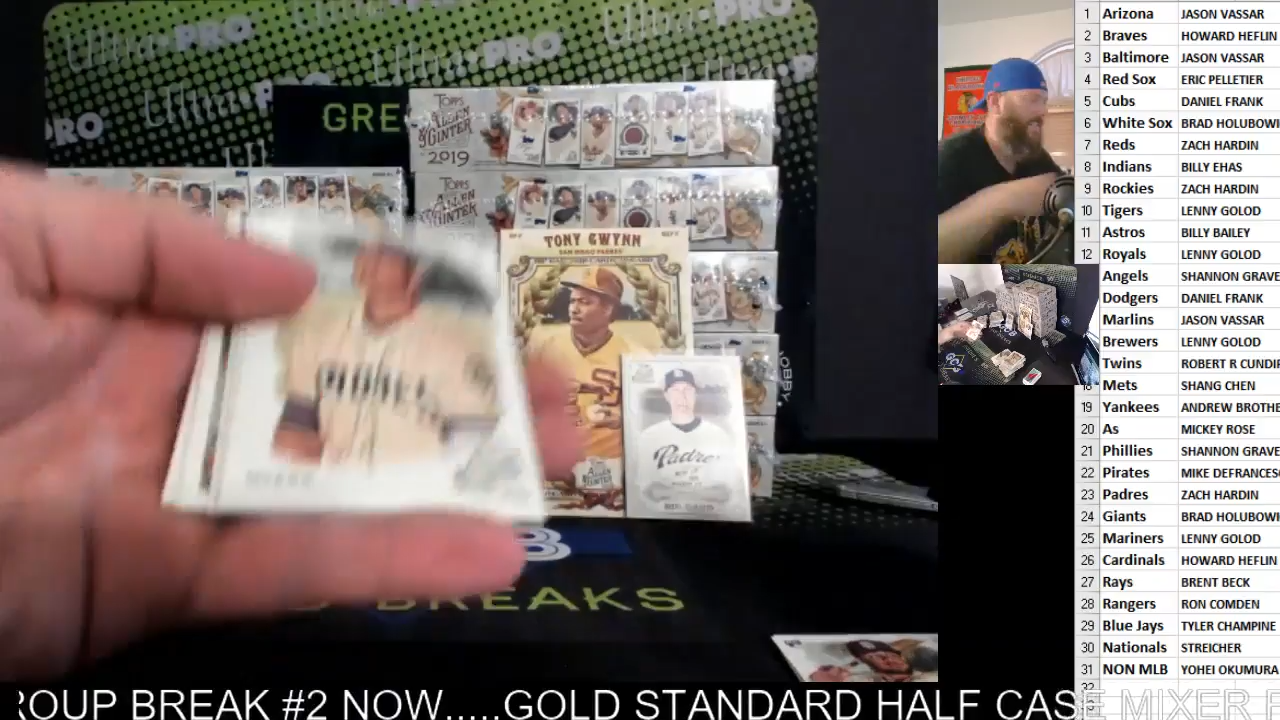 Ultra•PRO
Ultra•PRO
Ultra•PRO
PRO
GRE
TOPPS
ALLEN & GINTER
2019
TOPPS
ALLEN & GINTER
TONY GWYNN
SAN DIEGO PADRES
SD
Padres
BREAKS
1 Arizona JASON VASSAR
2 Braves HOWARD HEFLIN
3 Baltimore JASON VASSAR
4 Red Sox ERIC PELLETIER
5 Cubs DANIEL FRANK
6 White Sox BRAD HOLUBOWI
7 Reds ZACH HARDIN
8 Indians BILLY EHAS
9 Rockies ZACH HARDIN
10 Tigers LENNY GOLOD
11 Astros BILLY BAILEY
12 Royals LENNY GOLOD
Angels SHANNON GRAVE
Dodgers DANIEL FRANK
Marlins JASON VASSAR
Brewers LENNY GOLOD
Twins ROBERT R CUNDIF
18 Mets SHANG CHEN
19 Yankees ANDREW BROTHE
20 As MICKEY ROSE
21 Phillies SHANNON GRAVE
22 Pirates MIKE DEFRANCES
23 Padres ZACH HARDIN
24 Giants BRAD HOLUBOWI
25 Mariners LENNY GOLOD
26 Cardinals HOWARD HEFLIN
27 Rays BRENT BECK
28 Rangers RON COMDEN
29 Blue Jays TYLER CHAMPINE
30 Nationals STREICHER
31 NON MLB YOHEI OKUMURA
32
ROUP BREAK #2 NOW.....GOLD STANDARD HALF CASE MIXER